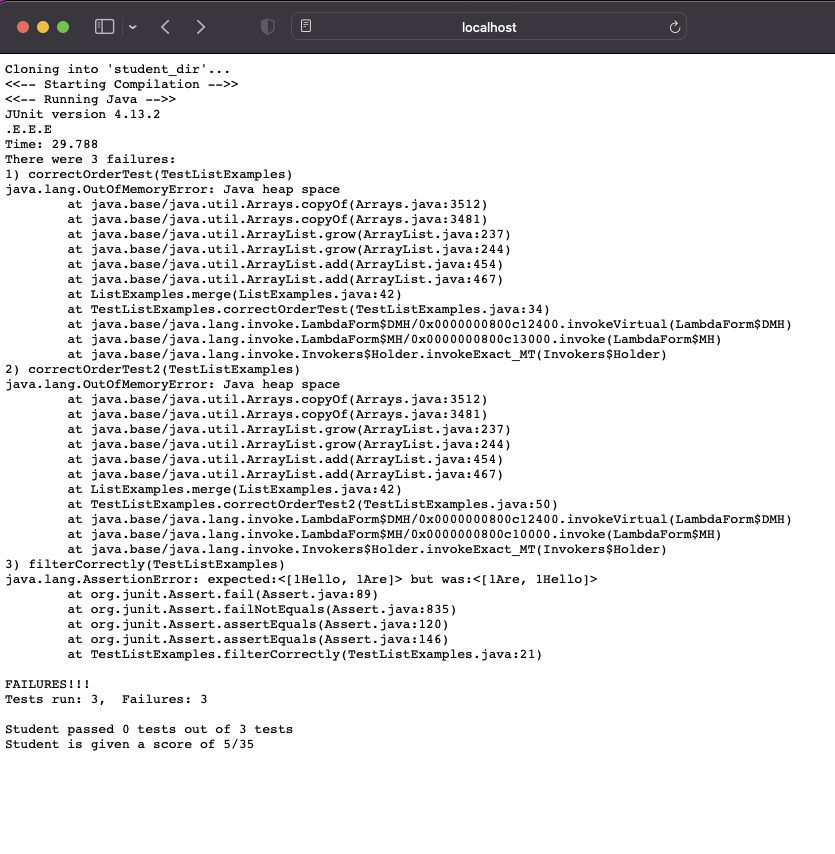 localhost
Cloning into 'student_dir'...
<<-- Starting Compilation -->>
<<-- Running Java -->>
JUnit version 4.13.2
.E.E.E
Time: 29.788
There were 3 failures:
1) correctOrderTest(TestListExamples)
java.lang.OutOfMemoryError: Java heap space
        at java.base/java.util.Arrays.copyOf(Arrays.java:3512)
        at java.base/java.util.Arrays.copyOf(Arrays.java:3481)
        at java.base/java.util.ArrayList.grow(ArrayList.java:237)
        at java.base/java.util.ArrayList.grow(ArrayList.java:244)
        at java.base/java.util.ArrayList.add(ArrayList.java:454)
        at java.base/java.util.ArrayList.add(ArrayList.java:467)
        at ListExamples.merge(ListExamples.java:42)
        at TestListExamples.correctOrderTest(TestListExamples.java:34)
        at java.base/java.lang.invoke.LambdaForm$DMH/0x0000000800c12400.invokeVirtual(LambdaForm$DMH)
        at java.base/java.lang.invoke.LambdaForm$MH/0x0000000800c13000.invoke(LambdaForm$MH)
        at java.base/java.lang.invoke.Invokers$Holder.invokeExact_MT(Invokers$Holder)
2) correctOrderTest2(TestListExamples)
java.lang.OutOfMemoryError: Java heap space
        at java.base/java.util.Arrays.copyOf(Arrays.java:3512)
        at java.base/java.util.Arrays.copyOf(Arrays.java:3481)
        at java.base/java.util.ArrayList.grow(ArrayList.java:237)
        at java.base/java.util.ArrayList.grow(ArrayList.java:244)
        at java.base/java.util.ArrayList.add(ArrayList.java:454)
        at java.base/java.util.ArrayList.add(ArrayList.java:467)
        at ListExamples.merge(ListExamples.java:42)
        at TestListExamples.correctOrderTest2(TestListExamples.java:50)
        at java.base/java.lang.invoke.LambdaForm$DMH/0x0000000800c12400.invokeVirtual(LambdaForm$DMH)
        at java.base/java.lang.invoke.LambdaForm$MH/0x0000000800c10000.invoke(LambdaForm$MH)
        at java.base/java.lang.invoke.Invokers$Holder.invokeExact_MT(Invokers$Holder)
3) filterCorrectly(TestListExamples)
java.lang.AssertionError: expected:<[1Hello, 1Are]> but was:<[1Are, 1Hello]>
        at org.junit.Assert.fail(Assert.java:89)
        at org.junit.Assert.failNotEquals(Assert.java:835)
        at org.junit.Assert.assertEquals(Assert.java:120)
        at org.junit.Assert.assertEquals(Assert.java:146)
        at TestListExamples.filterCorrectly(TestListExamples.java:21)
FAILURES!!!
Tests run: 3,  Failures: 3
Student passed 0 tests out of 3 tests
Student is given a score of 5/35